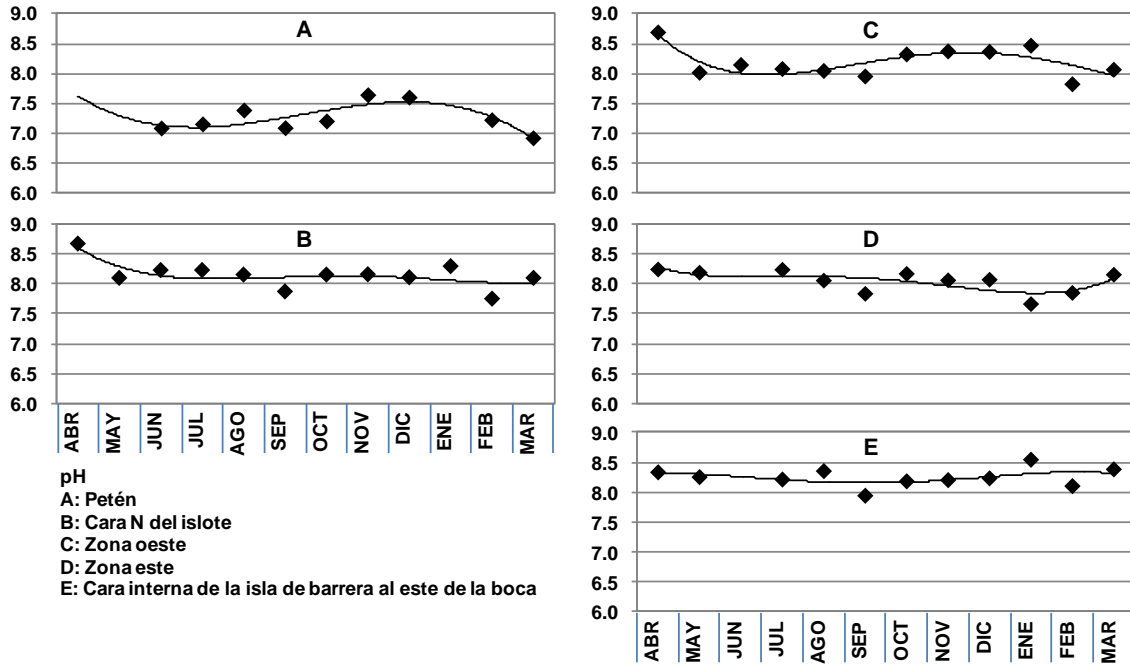 A
9.0
8.5
8.0
7.5
7.0
6.5
6.0
B
9.0
8.5
8.0
7.5
7.0
6.5
6.0
ABR
MAY
JUN
JUL
AGO
SEP
OCT
NOV
DIC
ENE
FEB
MAR
pH
A: Petén
B: Cara N del islote
C: Zona oeste
D: Zona este
E: Cara interna de la isla de barrera al este de la boca
C
9.0
8.5
8.0
7.5
7.0
6.5
6.0
D
9.0
8.5
8.0
7.5
7.0
6.5
6.0
E
9.0
8.5
8.0
7.5
7.0
6.5
6.0
ABR
MAY
JUN
JUL
AGO
SEP
OCT
NOV
DIC
ENE
FEB
MAR